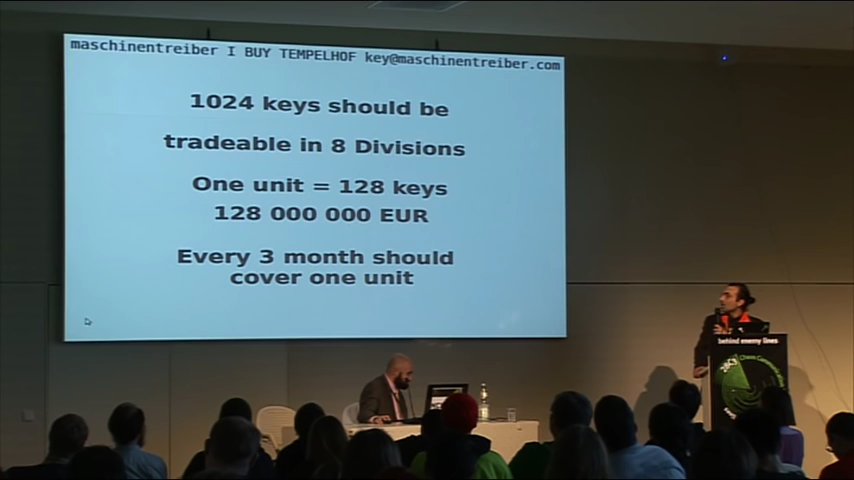 maschinentreiber I BUY TEMPELHOF key@maschinentreiber.com
1024 keys should be
tradeable in 8 Divisions
One unit = 128 keys
128 000 000 EUR
Every 3 month should
cover one unit
behind enemy lines